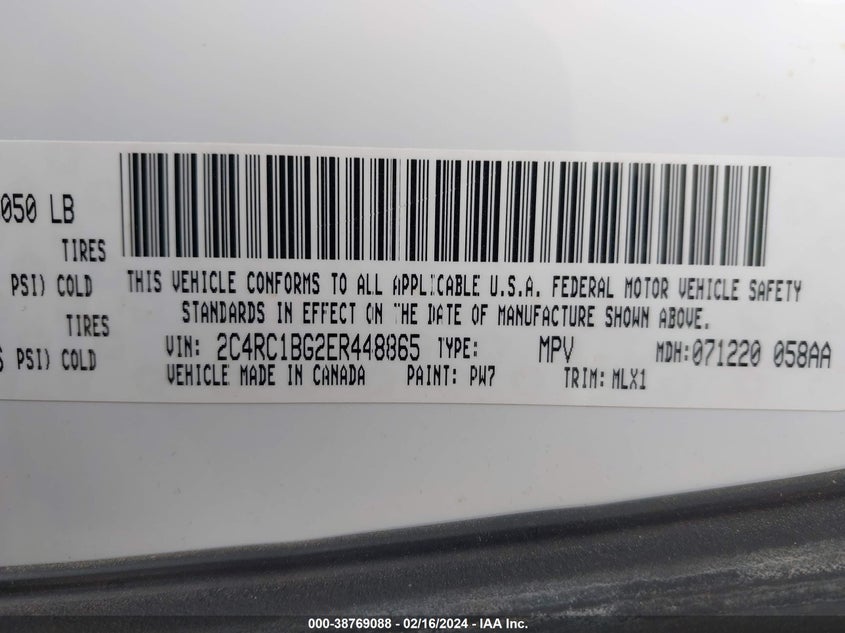 050 LB
TIRES
PSI) COLD
TIRES
PSI) COLD
THIS VEHICLE CONFORMS TO ALL APPLICABLE U.S.A. FEDERAL MOTOR VEHICLE SAFETY
STANDARDS IN EFFECT ON THE DATE OF MANUFACTURE SHOWN ABOVE.
VIN: 2C4RC1BG2ER448865 TYPE: MPV MDH:071220 058AA
VEHICLE MADE IN CANADA PAINT: PW7 TRIM: MLX1
000-38769088 - 02/16/2024 - IAA Inc.